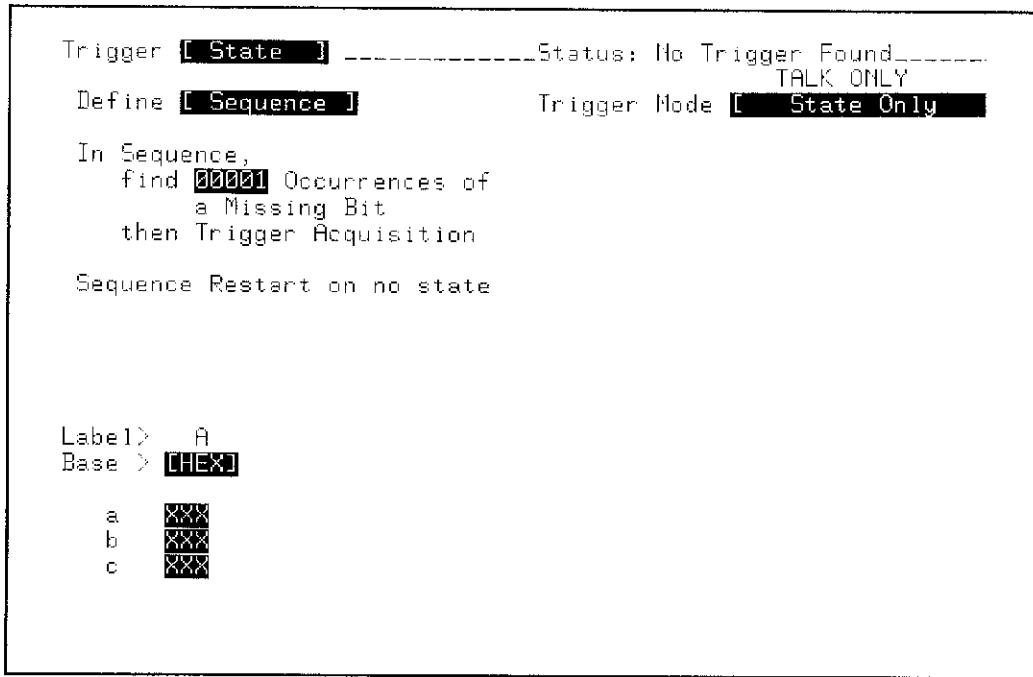 Trigger [ State ] _____________Status: No Trigger Found_______
TALK ONLY
Define [ Sequence ] Trigger Mode [ State Only
In Sequence,
find 00001 Occurrences of
a Missing Bit
then Trigger Acquisition
Sequence Restart on no state
Label> A
Base > [HEX]
a XXX
b XXX
c XXX